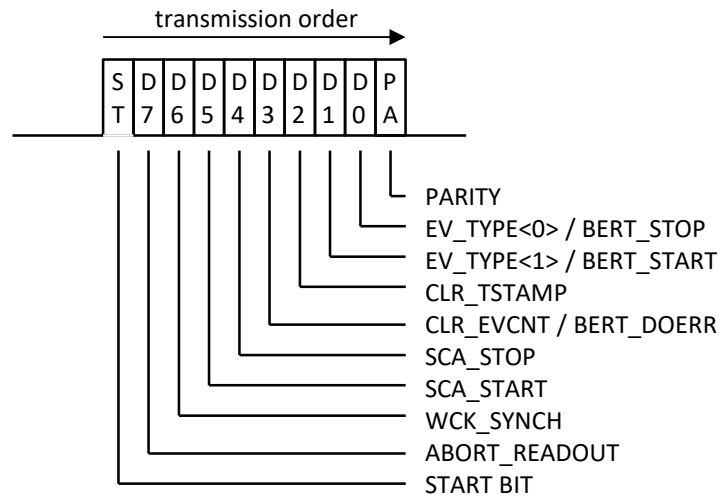 transmission order
S D D D D D D D D P
T 7 6 5 4 3 2 1 0 A
PARITY
EV_TYPE<0> / BERT_STOP
EV_TYPE<1> / BERT_START
CLR_TSTAMP
CLR_EVCNT / BERT_DOERR
SCA_STOP
SCA_START
WCK_SYNCH
ABORT_READOUT
START BIT